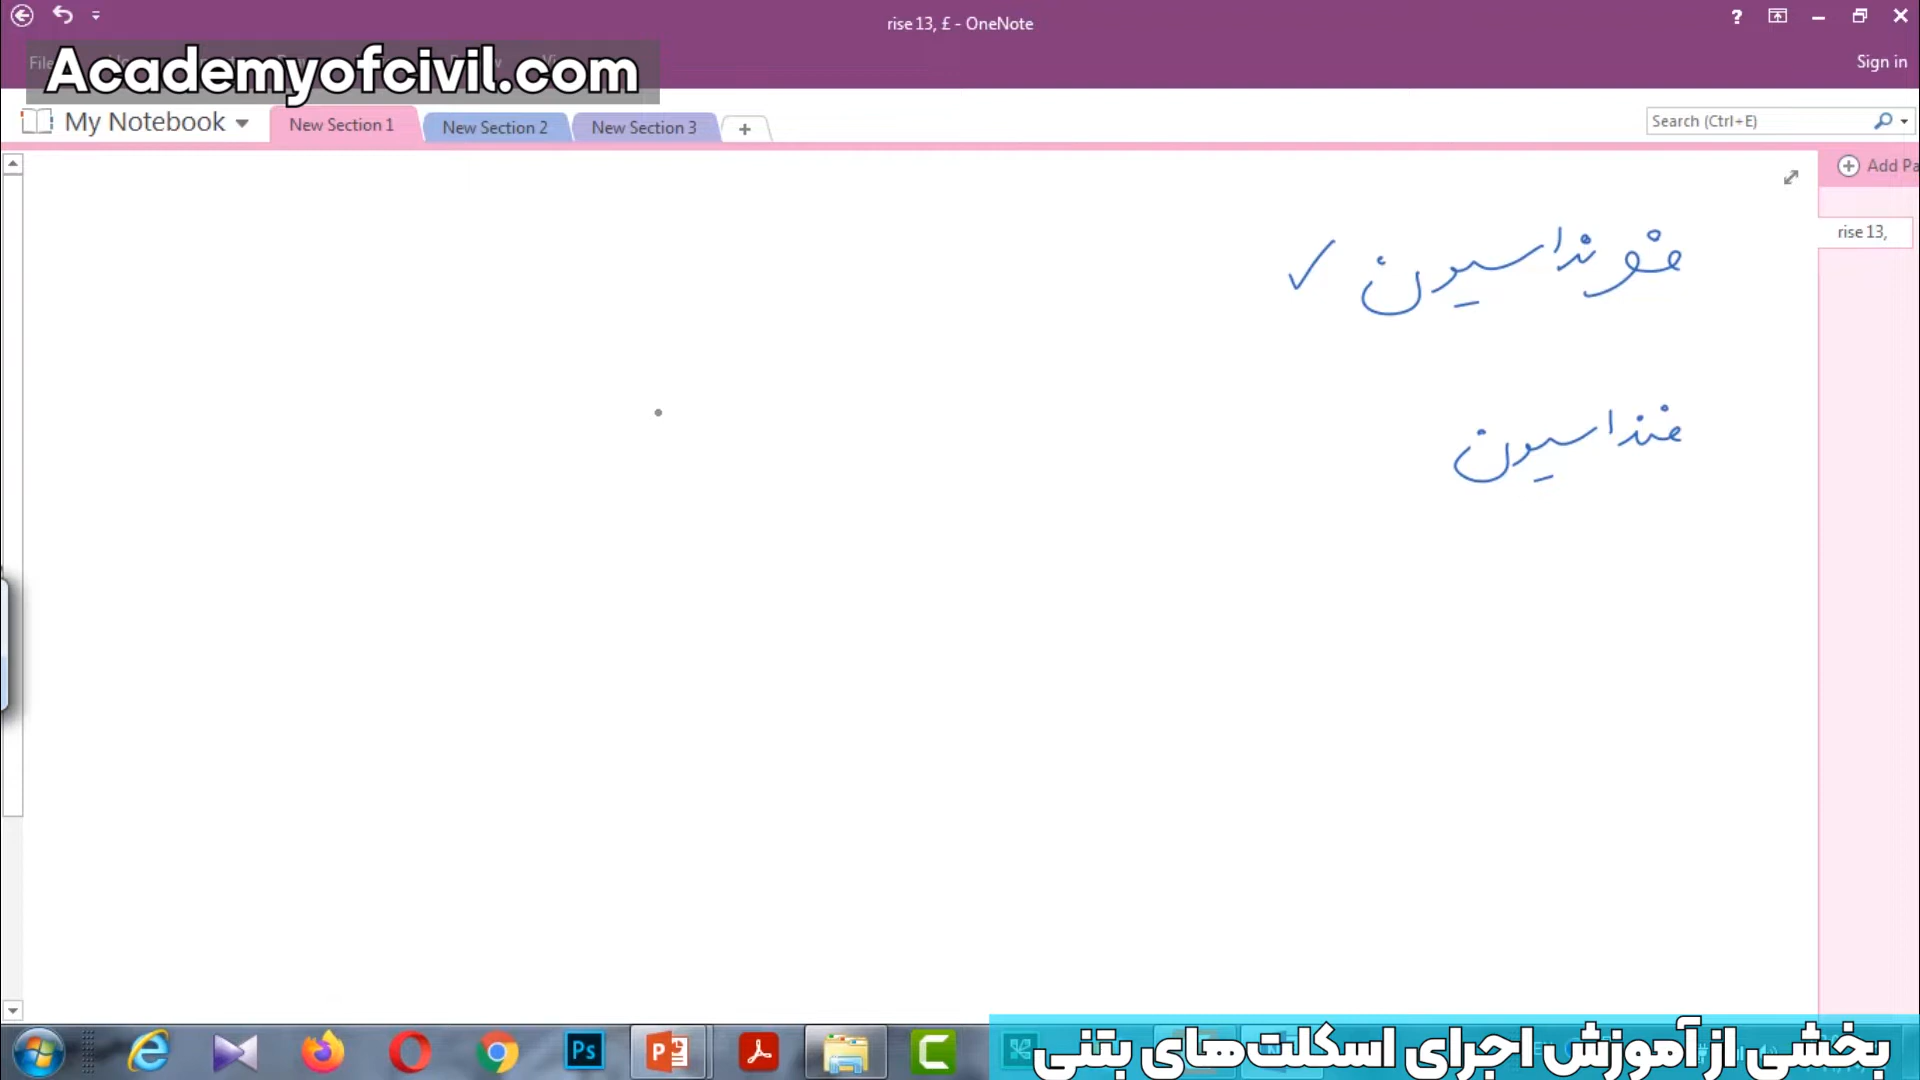 rise 13, £ - OneNote
Sign in
Academyofcivil.com
My Notebook
New Section 1
New Section 2
New Section 3
Search (Ctrl+E)
Add Pa
rise 13,
فونداسیون ✓
فنداسیون
Ps
بخشی از آموزش اجرای اسکلت‌های بتنی